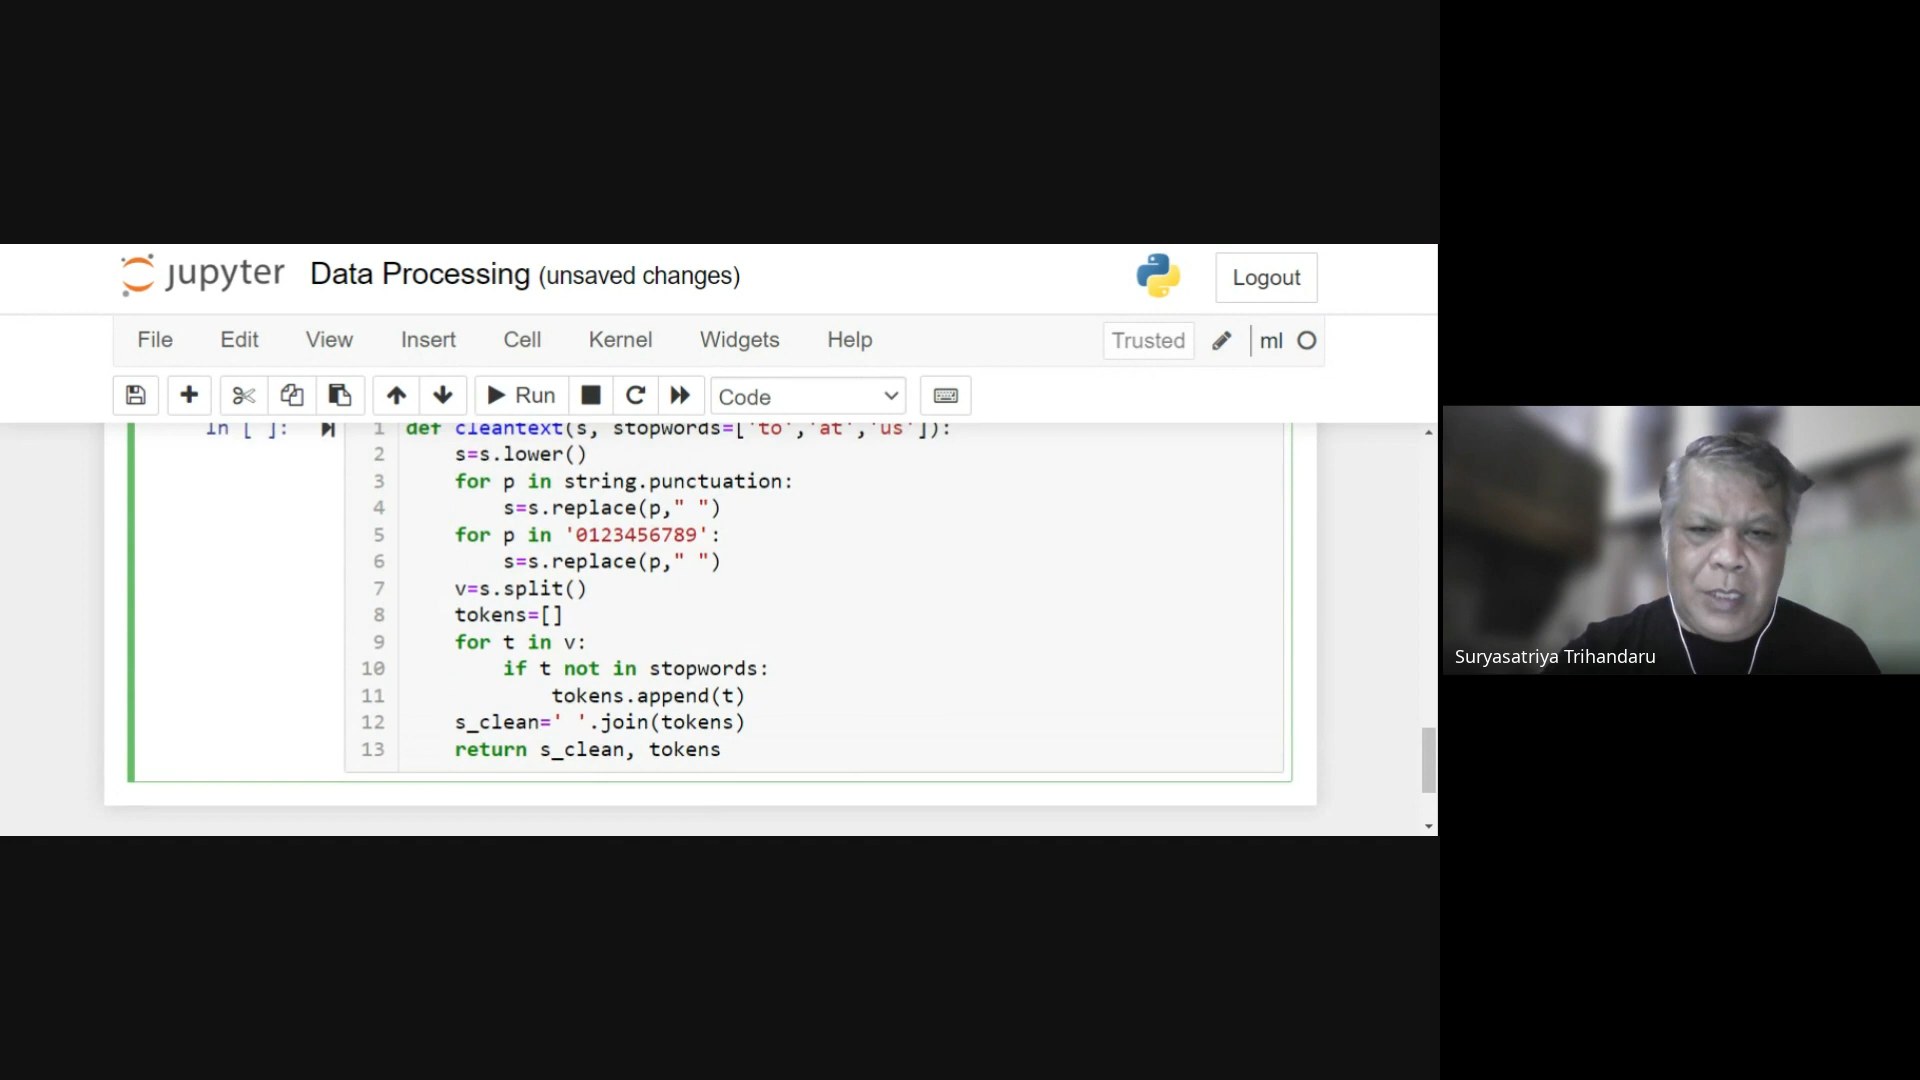 jupyter Data Processing (unsaved changes) Logout
File Edit View Insert Cell Kernel Widgets Help Trusted ml
Run Code
In [ ]: 1 def cleantext(s, stopwords=['to','at','us']):
2 s=s.lower()
3 for p in string.punctuation:
4 s=s.replace(p," ")
5 for p in '0123456789':
6 s=s.replace(p," ")
7 v=s.split()
8 tokens=[]
9 for t in v:
10 if t not in stopwords:
11 tokens.append(t)
12 s_clean=' '.join(tokens)
13 return s_clean, tokens
Suryasatriya Trihandaru